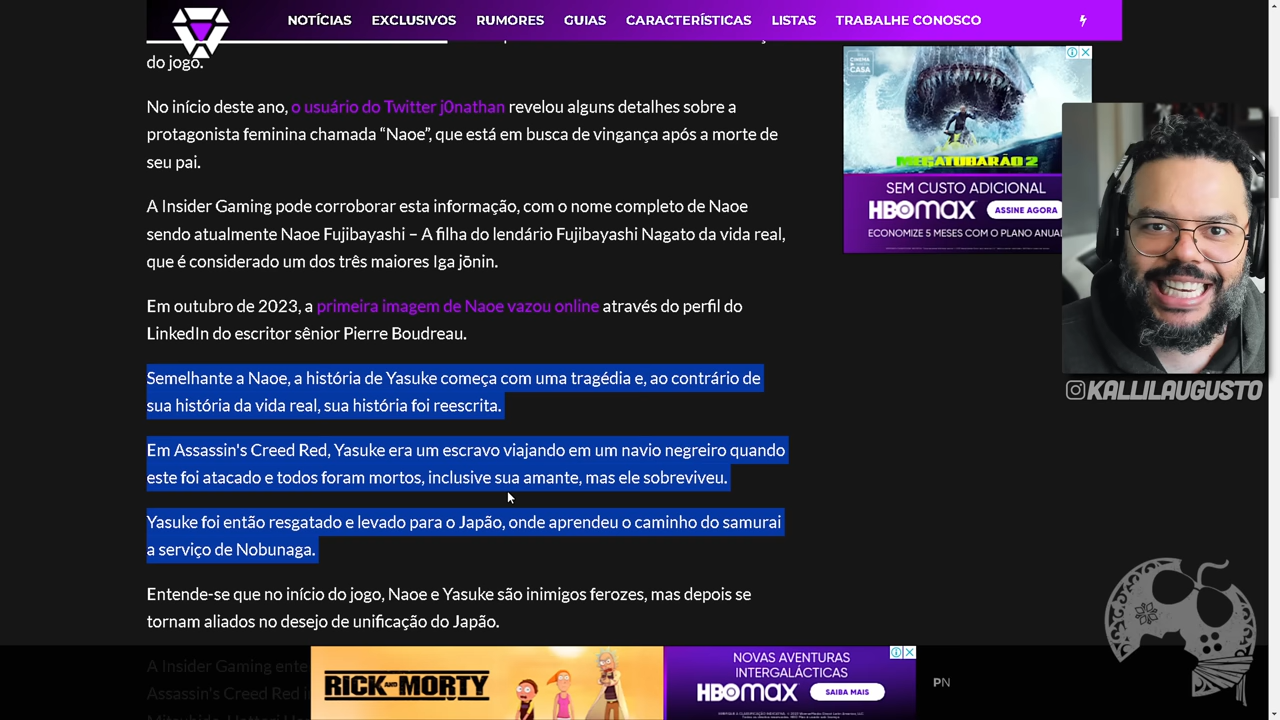 NOTÍCIAS EXCLUSIVOS RUMORES GUIAS CARACTERÍSTICAS LISTAS TRABALHE CONOSCO
do jogo.
No início deste ano, o usuário do Twitter j0nathan revelou alguns detalhes sobre a
protagonista feminina chamada “Naoe”, que está em busca de vingança após a morte de
seu pai.
A Insider Gaming pode corroborar esta informação, com o nome completo de Naoe
sendo atualmente Naoe Fujibayashi – A filha do lendário Fujibayashi Nagato da vida real,
que é considerado um dos três maiores Iga jōnin.
Em outubro de 2023, a primeira imagem de Naoe vazou online através do perfil do
LinkedIn do escritor sênior Pierre Boudreau.
Semelhante a Naoe, a história de Yasuke começa com uma tragédia e, ao contrário de
sua história da vida real, sua história foi reescrita.
Em Assassin's Creed Red, Yasuke era um escravo viajando em um navio negreiro quando
este foi atacado e todos foram mortos, inclusive sua amante, mas ele sobreviveu.
Yasuke foi então resgatado e levado para o Japão, onde aprendeu o caminho do samurai
a serviço de Nobunaga.
Entende-se que no início do jogo, Naoe e Yasuke são inimigos ferozes, mas depois se
tornam aliados no desejo de unificação do Japão.
A Insider Gaming ente
Assassin's Creed Red i
CINEMA
CASA
MEGATUBARÃO 2
SEM CUSTO ADICIONAL
HBOmax ASSINE AGORA
ECONOMIZE 5 MESES COM O PLANO ANUA
KALLILAUGUSTO
RICK AND MORTY
NOVAS AVENTURAS
INTERGALÁCTICAS
HBOmax SAIBA MAIS
PN